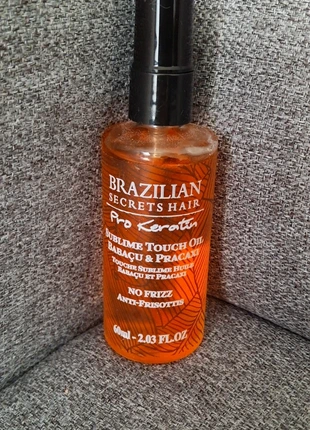 BRAZILIAN
SECRETS HAIR
Pro Keratin
SUBLIME TOUCH OIL
BABAÇU & PRACAXI
TOUCHE SUBLIME HUILE
BABAÇU ET PRACAXI
NO FRIZZ
ANTI-FRISOTTIS
60ml - 2.03 FL.OZ